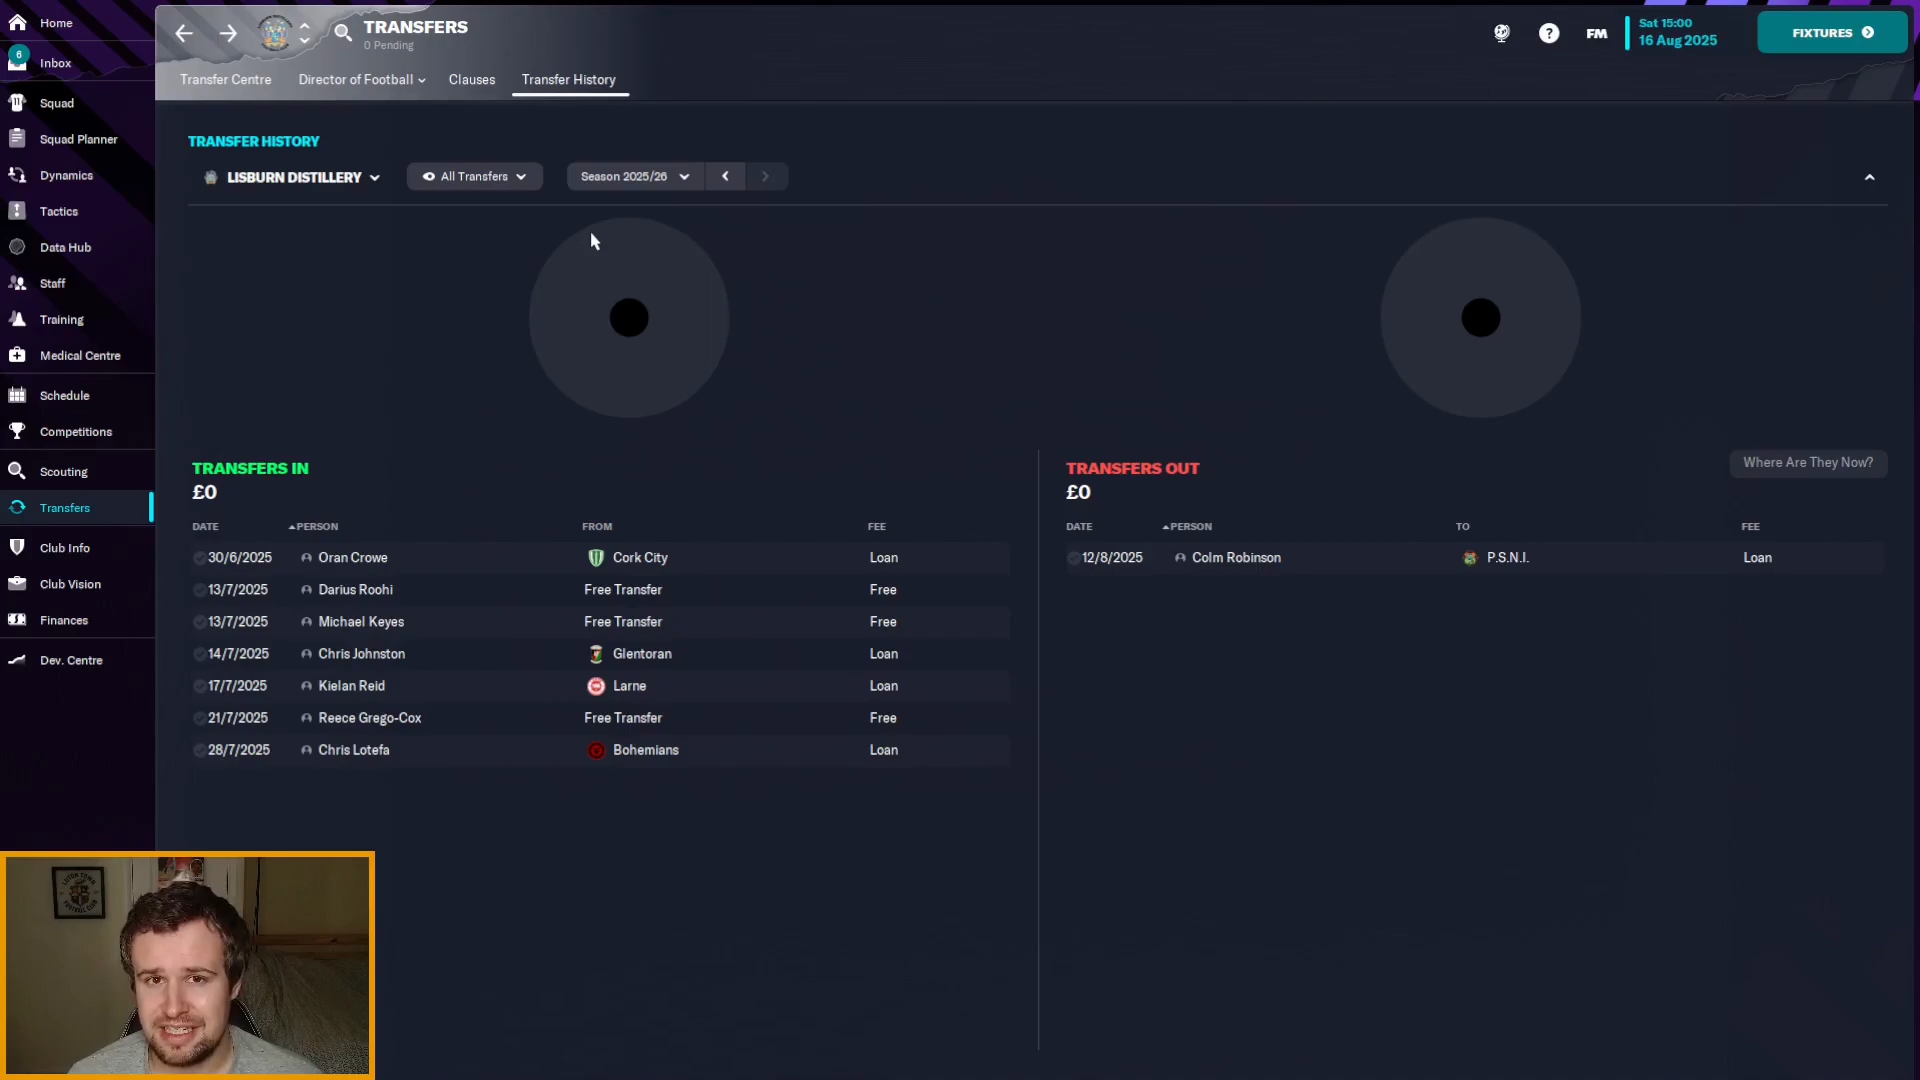 Home
6
Inbox
Squad
Squad Planner
Dynamics
Tactics
Data Hub
Staff
Training
Medical Centre
Schedule
Competitions
Scouting
Transfers
Club Info
Club Vision
Finances
Dev. Centre
TRANSFERS
0 Pending
FM
Sat 15:00
16 Aug 2025
FIXTURES
Transfer Centre
Director of Football
Clauses
Transfer History
TRANSFER HISTORY
LISBURN DISTILLERY
All Transfers
Season 2025/26
TRANSFERS IN
£0
DATE PERSON FROM FEE
30/6/2025 Oran Crowe Cork City Loan
13/7/2025 Darius Roohi Free Transfer Free
13/7/2025 Michael Keyes Free Transfer Free
14/7/2025 Chris Johnston Glentoran Loan
17/7/2025 Kielan Reid Larne Loan
21/7/2025 Reece Grego-Cox Free Transfer Free
28/7/2025 Chris Lotefa Bohemians Loan
TRANSFERS OUT
£0
Where Are They Now?
DATE PERSON TO FEE
12/8/2025 Colm Robinson P.S.N.I. Loan
LUTON TOWN
FOOTBALL CLUB